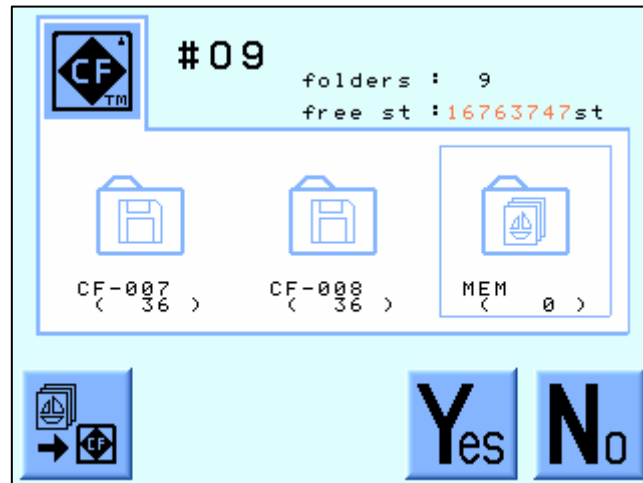 CF
TM
#09
folders : 9
free st :16763747st
CF-007
( 36 )
CF-008
( 36 )
MEM
( 0 )
CF
Yes
No